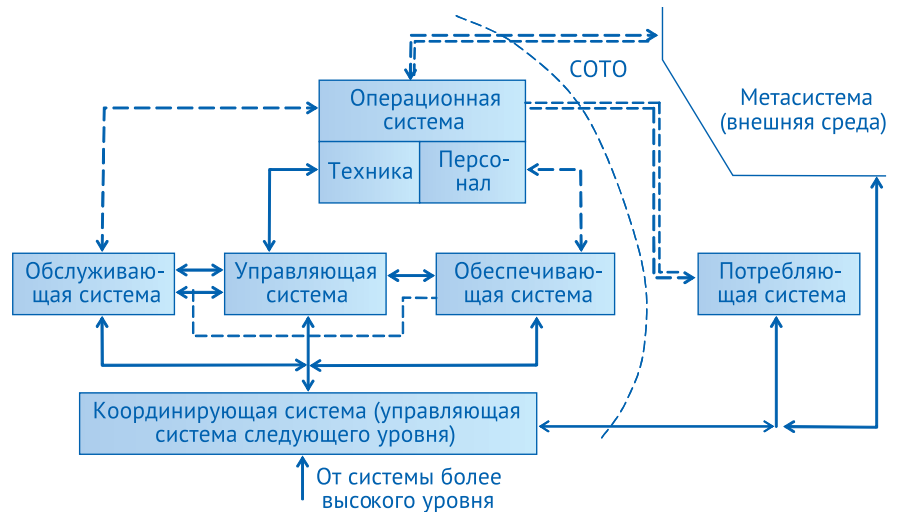 СОТО
Метасистема
(внешняя среда)
Операционная
система
Техника
Персо-
нал
Обслуживаю-
щая система
Управляющая
система
Обеспечиваю-
щая система
Потребляю-
щая система
Координирующая система (управляющая
система следующего уровня)
От системы более
высокого уровня